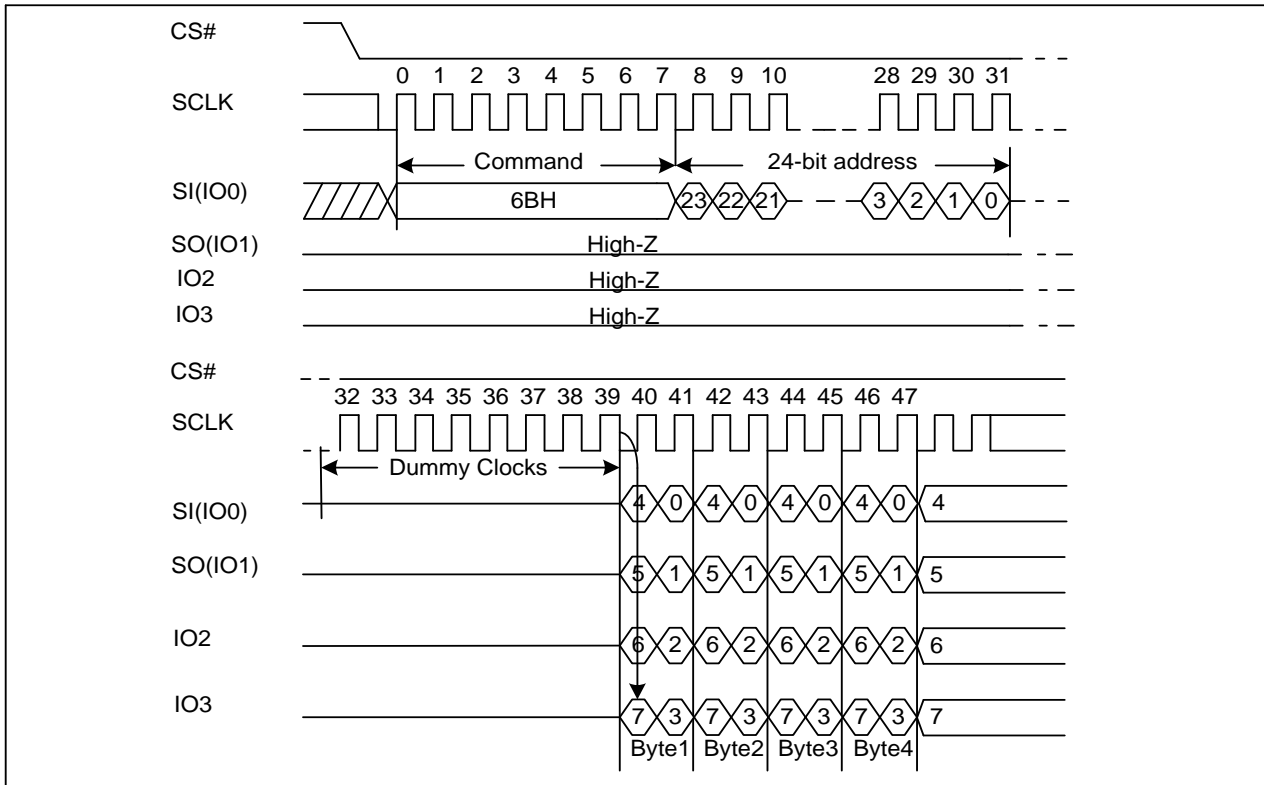 CS#
0 1 2 3 4 5 6 7 8 9 10 28 29 30 31
SCLK
Command 24-bit address
SI(IO0) 6BH 23 22 21 3 2 1 0
SO(IO1) High-Z
IO2 High-Z
IO3 High-Z
CS#
32 33 34 35 36 37 38 39 40 41 42 43 44 45 46 47
SCLK
Dummy Clocks
SI(IO0) 4 0 4 0 4 0 4 0 4
SO(IO1) 5 1 5 1 5 1 5 1 5
IO2 6 2 6 2 6 2 6 2 6
IO3 7 3 7 3 7 3 7 3 7
Byte1 Byte2 Byte3 Byte4